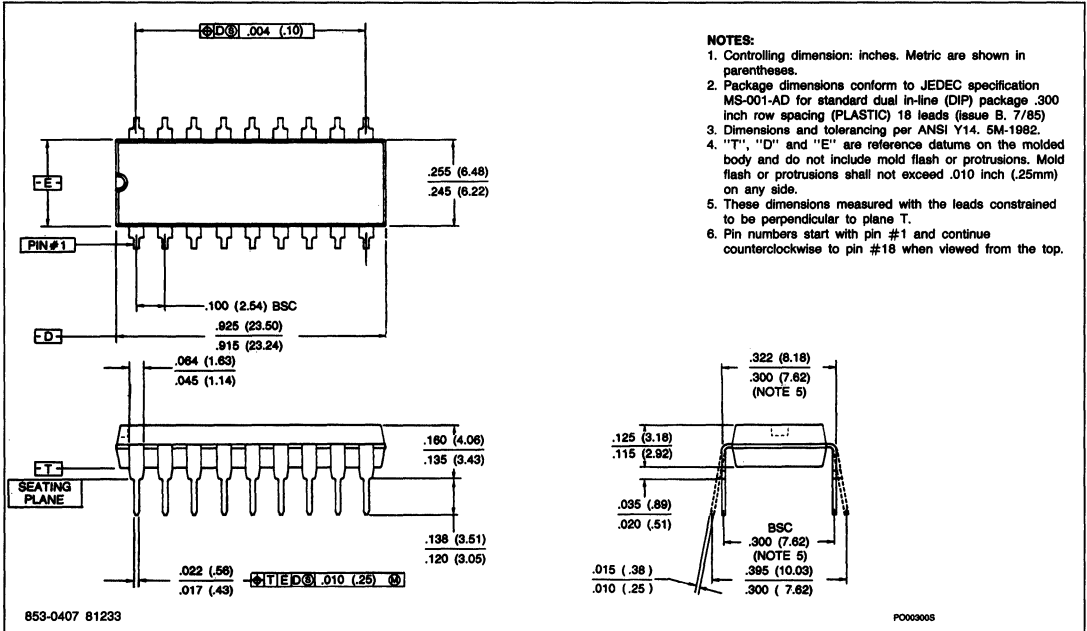 ⌖ D Ⓢ .004 (.10)
NOTES:
1. Controlling dimension: inches. Metric are shown in
parentheses.
2. Package dimensions conform to JEDEC specification
MS-001-AD for standard dual in-line (DIP) package .300
inch row spacing (PLASTIC) 18 leads (issue B. 7/85)
3. Dimensions and tolerancing per ANSI Y14. 5M-1982.
4. "T", "D" and "E" are reference datums on the molded
body and do not include mold flash or protrusions. Mold
flash or protrusions shall not exceed .010 inch (.25mm)
on any side.
5. These dimensions measured with the leads constrained
to be perpendicular to plane T.
6. Pin numbers start with pin #1 and continue
counterclockwise to pin #18 when viewed from the top.
-E-
.255 (6.48)
.245 (6.22)
PIN#1
.100 (2.54) BSC
-D-
.925 (23.50)
.915 (23.24)
.064 (1.63)
.045 (1.14)
.160 (4.06)
.135 (3.43)
-T-
SEATING
PLANE
.138 (3.51)
.120 (3.05)
.022 (.56)
.017 (.43)
⌖ T E D Ⓢ .010 (.25) Ⓜ
.322 (8.18)
.300 (7.62)
(NOTE 5)
.125 (3.18)
.115 (2.92)
.035 (.89)
.020 (.51)
BSC
.300 (7.62)
(NOTE 5)
.395 (10.03)
.300 ( 7.62)
.015 (.38 )
.010 (.25 )
853-0407 81233
PO00300S